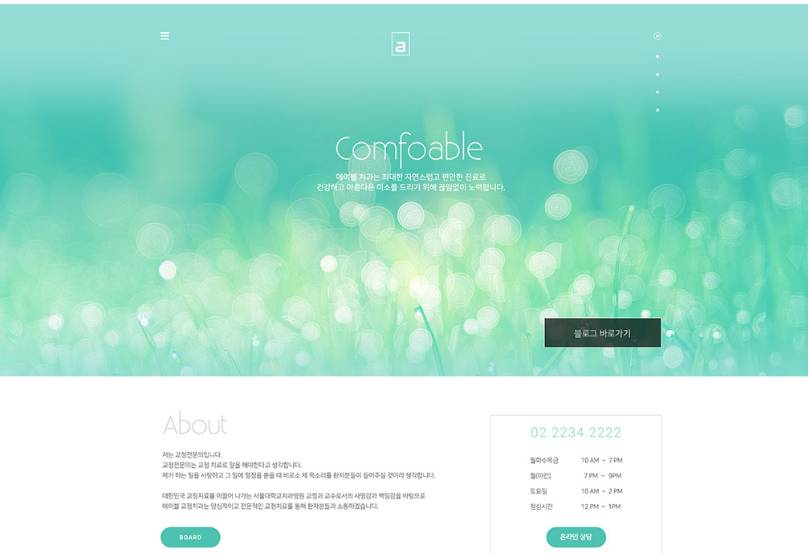 a
Comfoable
에이블 치과는 최대한 자연스럽고 편안한 진료로
건강하고 아름다운 미소를 드리기 위해 끊임없이 노력합니다.
블로그 바로가기
About
저는 교정전문의입니다.
교정전문의는 교정 치료로 말을 해야한다고 생각합니다.
제가 하는 일을 사랑하고 그 일에 열정을 쏟을 때 비로소 제 목소리를 환자분들이 들어주실 것이라 생각합니다.
대한민국 교정치료를 이끌어 나가는 서울대학교치과병원 교정과 교수로서의 사명감과 책임감을 바탕으로
에이블 교정치과는 양심적이고 전문적인 교정치료를 통해 환자분들과 소통하겠습니다.
BOARD
02.2234.2222
월화수목금 10 AM ~ 7 PM
월(야간) 7 PM ~ 9PM
토요일 10 AM ~ 2 PM
점심시간 12 PM ~ 1PM
온라인 상담